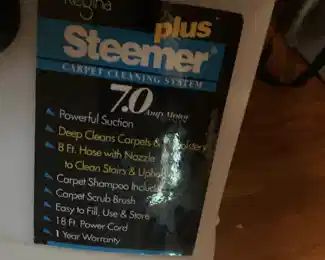 Regina
plus
Steemer
CARPET CLEANING SYSTEM
7.0 Amp Motor
Powerful Suction
Deep Cleans Carpets &
8 Ft. Hose with Nozzle
to Clean Stairs &
Carpet Shampoo
Carpet Scrub Brush
Easy to Fill, Use & Store
18 Ft. Power Cord
1 Year Warranty